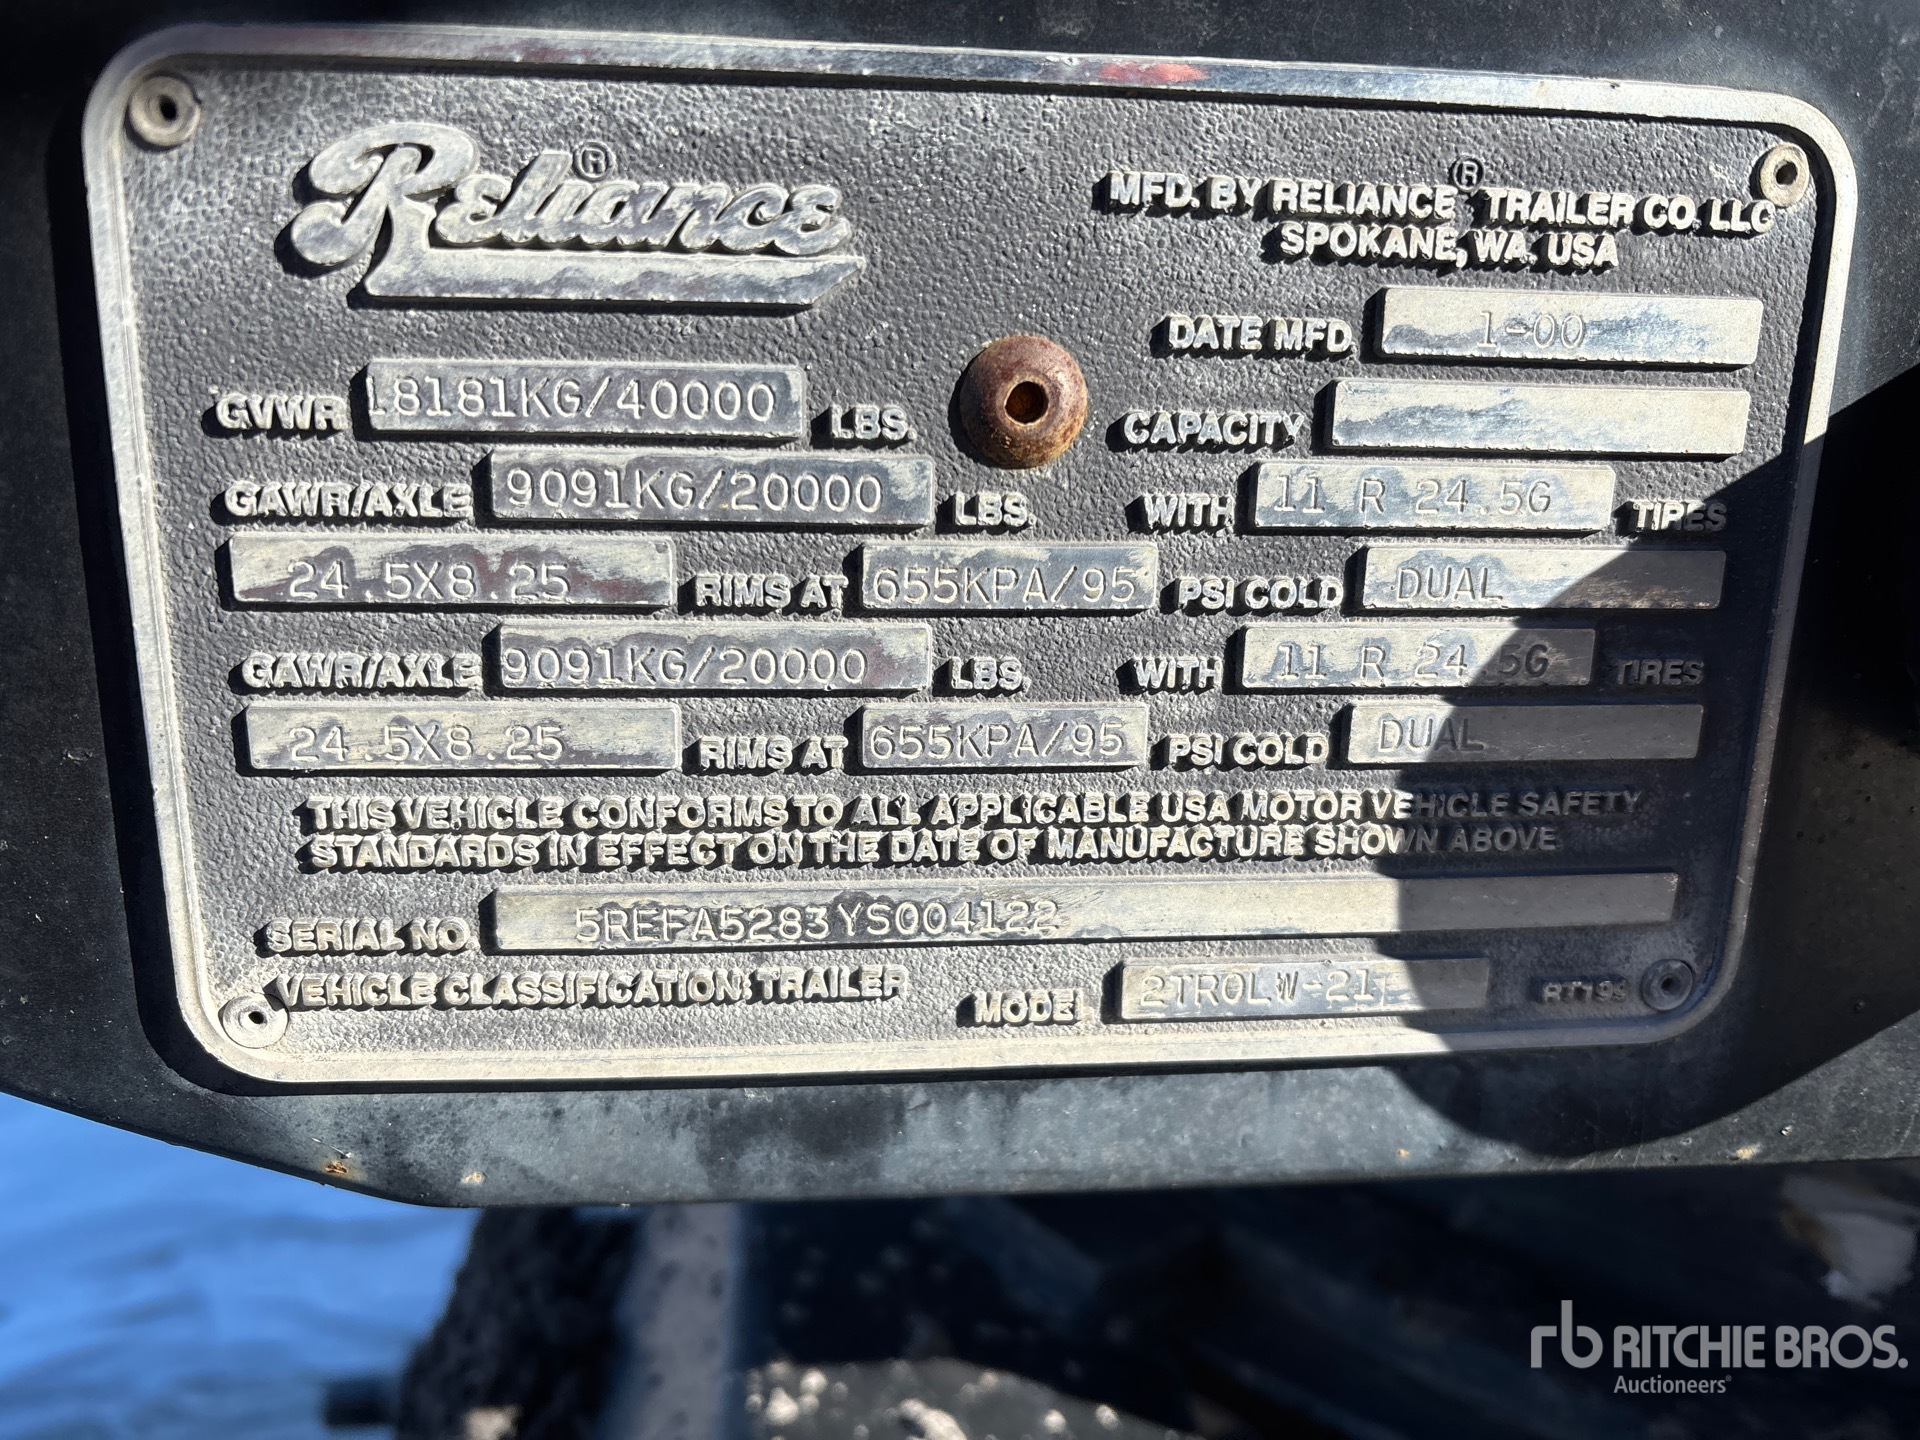 Reliance®
MFD. BY RELIANCE® TRAILER CO. LLC
SPOKANE, WA. USA
DATE MFD. 1-00
GVWR 18181KG/40000 LBS. CAPACITY
GAWR/AXLE 9091KG/20000 LBS. WITH 11 R 24.5G TIRES
24.5X8.25 RIMS AT 655KPA/95 PSI COLD DUAL
GAWR/AXLE 9091KG/20000 LBS. WITH 11 R 24.5G TIRES
24.5X8.25 RIMS AT 655KPA/95 PSI COLD DUAL
THIS VEHICLE CONFORMS TO ALL APPLICABLE USA MOTOR VEHICLE SAFETY
STANDARDS IN EFFECT ON THE DATE OF MANUFACTURE SHOWN ABOVE
SERIAL NO. 5REFA5283YS004122
VEHICLE CLASSIFICATION: TRAILER MODEL 2TROLW-21T
rb RITCHIE BROS.
Auctioneers®